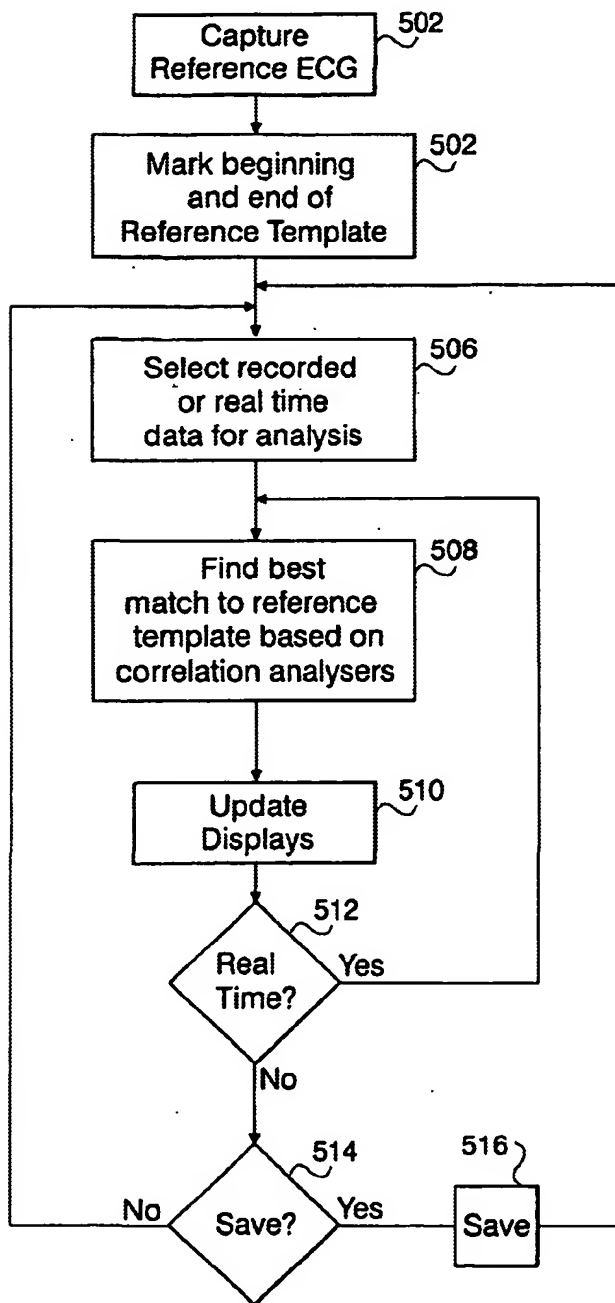 Capture
Reference ECG
502
Mark beginning
and end of
Reference Template
502
Select recorded
or real time
data for analysis
506
Find best
match to reference
template based on
correlation analysers
508
Update
Displays
510
Real
Time?
512
Yes
No
Save?
514
No
Yes
Save
516